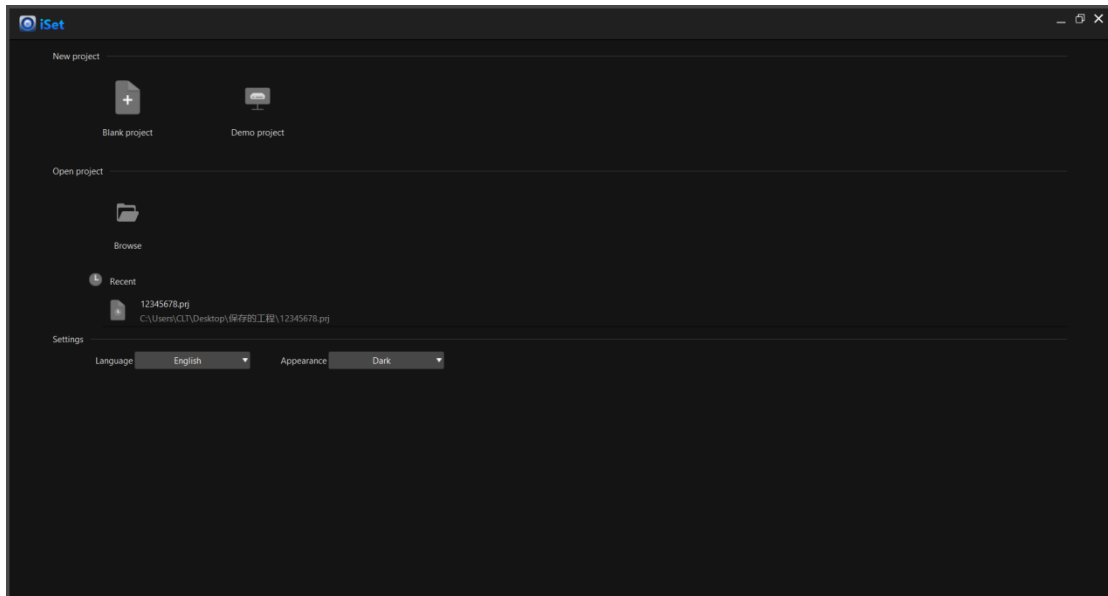 iSet
New project
Blank project Demo project
Open project
Browse
Recent
12345678.prj
C:\Users\CLT\Desktop\保存的工程\12345678.prj
Settings
Language English Appearance Dark